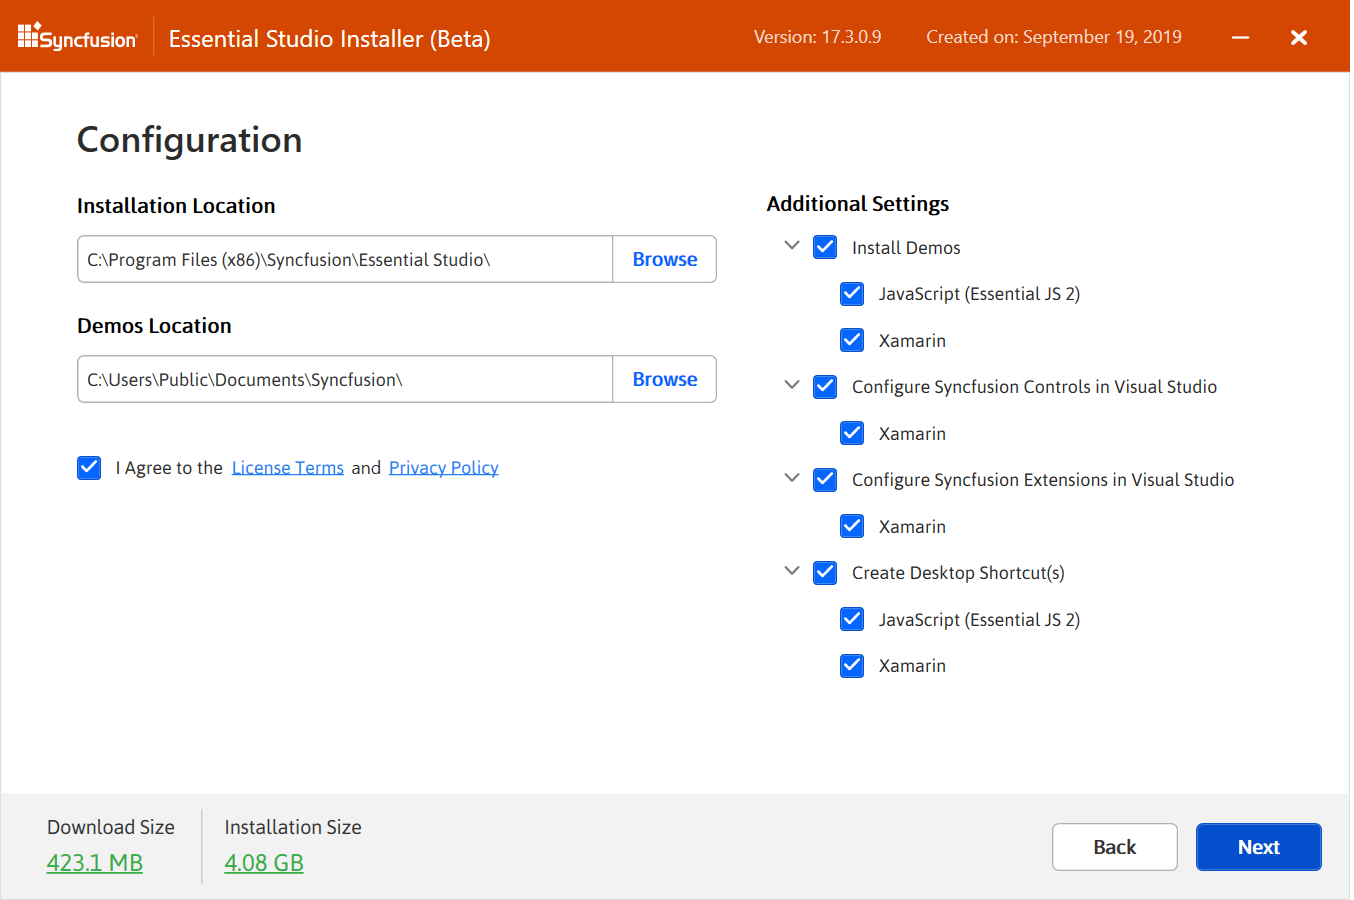 Syncfusion
Essential Studio Installer (Beta)
Version: 17.3.0.9
Created on: September 19, 2019
Configuration
Installation Location
C:\Program Files (x86)\Syncfusion\Essential Studio\
Browse
Demos Location
C:\Users\Public\Documents\Syncfusion\
Browse
I Agree to the License Terms and Privacy Policy
Additional Settings
Install Demos
JavaScript (Essential JS 2)
Xamarin
Configure Syncfusion Controls in Visual Studio
Xamarin
Configure Syncfusion Extensions in Visual Studio
Xamarin
Create Desktop Shortcut(s)
JavaScript (Essential JS 2)
Xamarin
Download Size
423.1 MB
Installation Size
4.08 GB
Back
Next